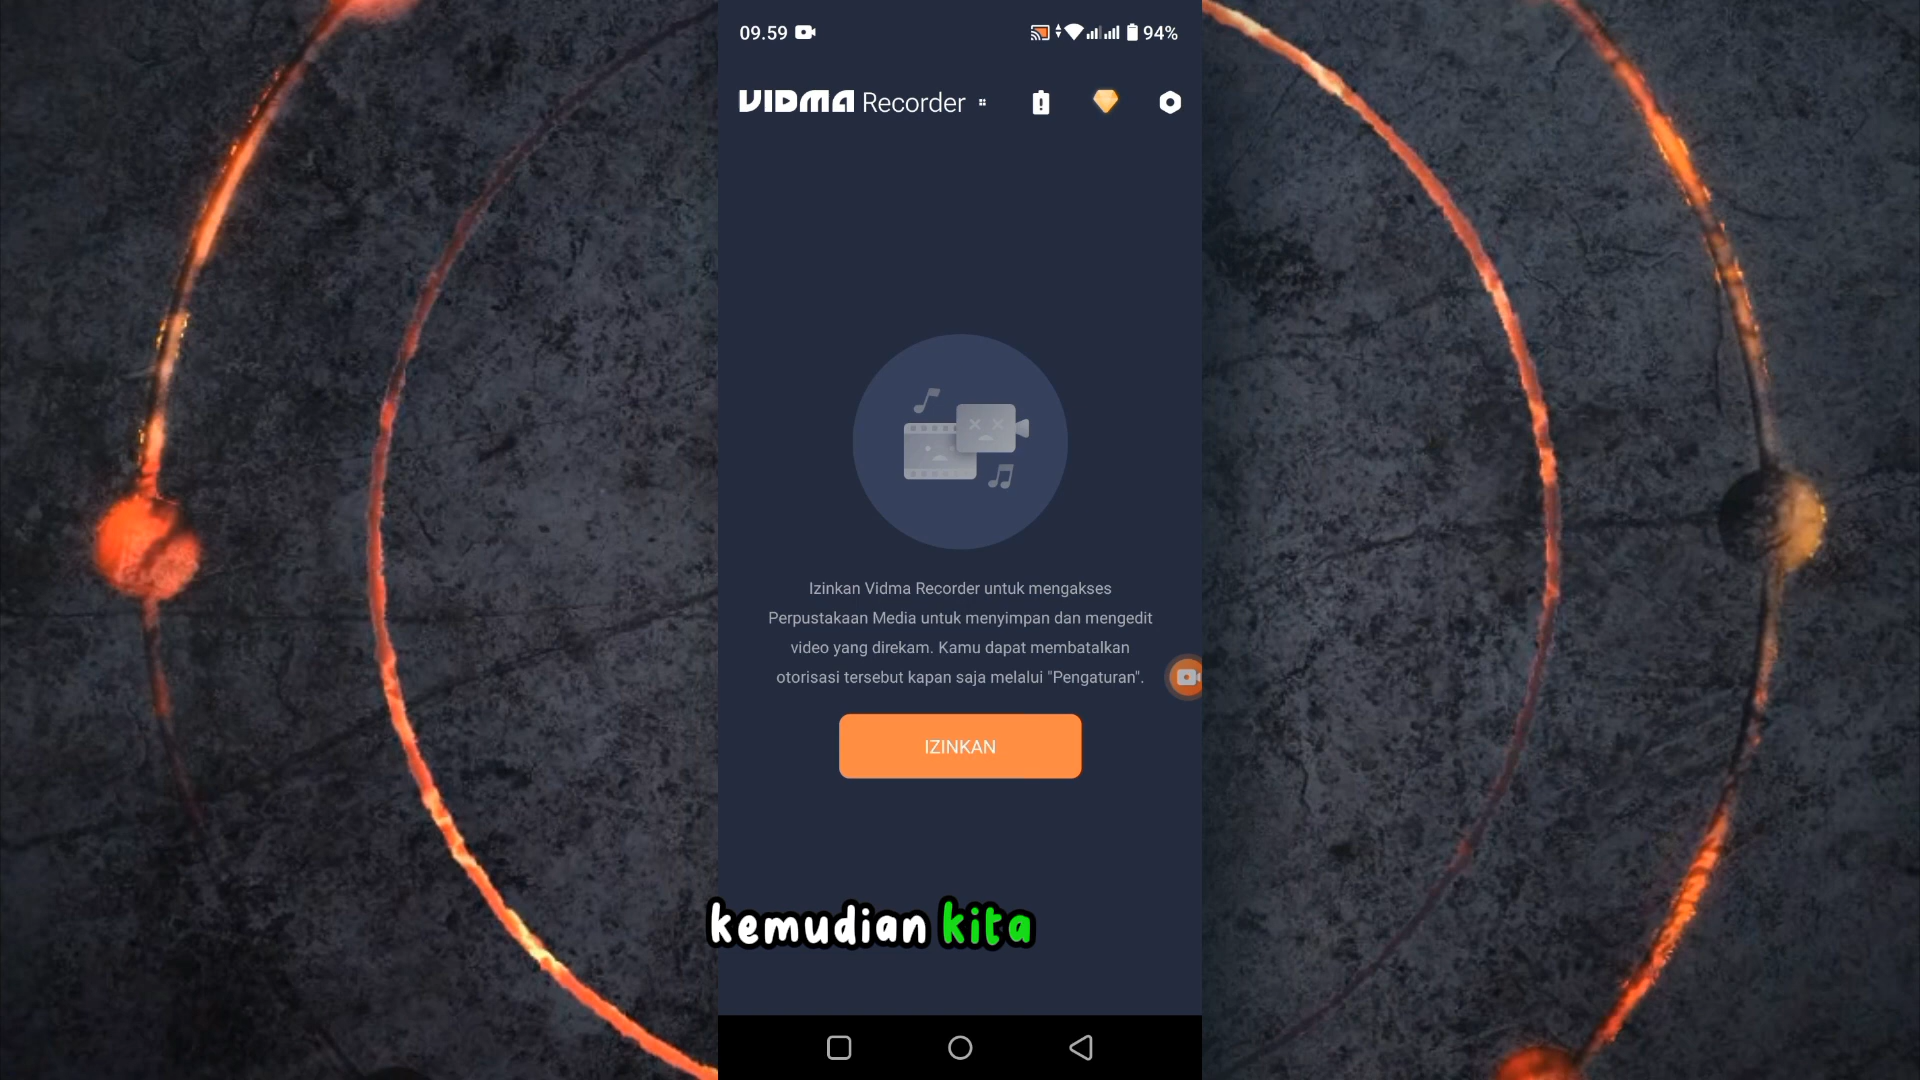 09.59 94%
VIDMA Recorder
Izinkan Vidma Recorder untuk mengakses
Perpustakaan Media untuk menyimpan dan mengedit
video yang direkam. Kamu dapat membatalkan
otorisasi tersebut kapan saja melalui "Pengaturan".
IZINKAN
kemudian kita